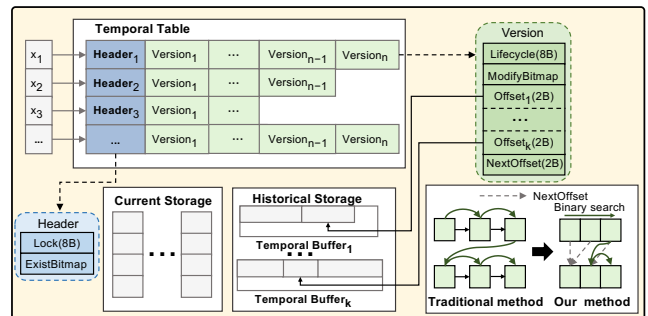 Temporal Table
Version
x1 Header1 Version1 ... Versionn−1 Versionn
x2 Header2 Version1 ... Versionn−1
x3 Header3 Version1 ...
... ... Version1 ... Versionn−1 Versionn
Lifecycle(8B)
ModifyBitmap
Offset1(2B)
...
Offsetk(2B)
NextOffset(2B)
Header
Lock(8B)
ExistBitmap
Current Storage
...
Historical Storage
Temporal Buffer1
...
Temporal Bufferk
NextOffset
Binary search
Traditional method
Our method